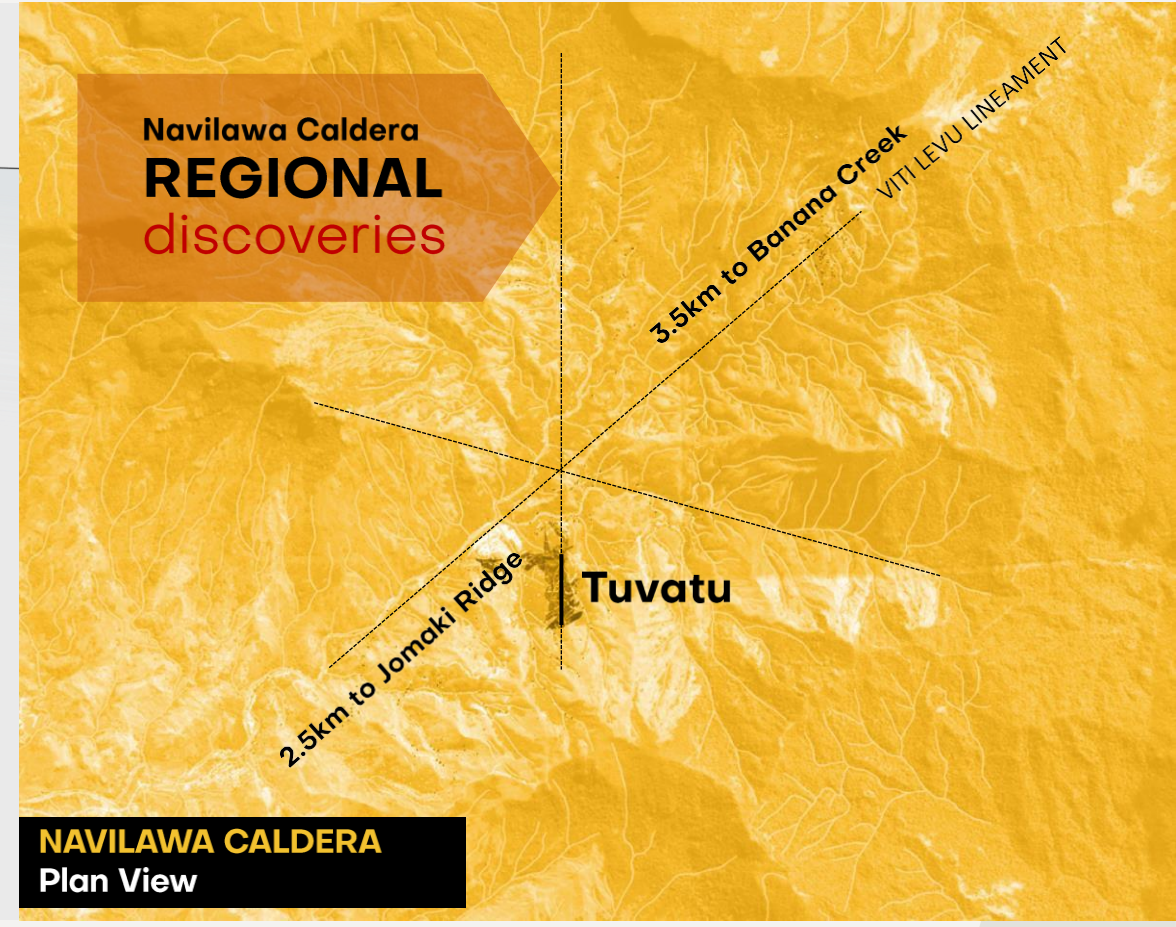 Navilawa Caldera
REGIONAL
discoveries
VITI LEVU LINEAMENT
3.5km to Banana Creek
Tuvatu
2.5km to Jomaki Ridge
NAVILAWA CALDERA
Plan View